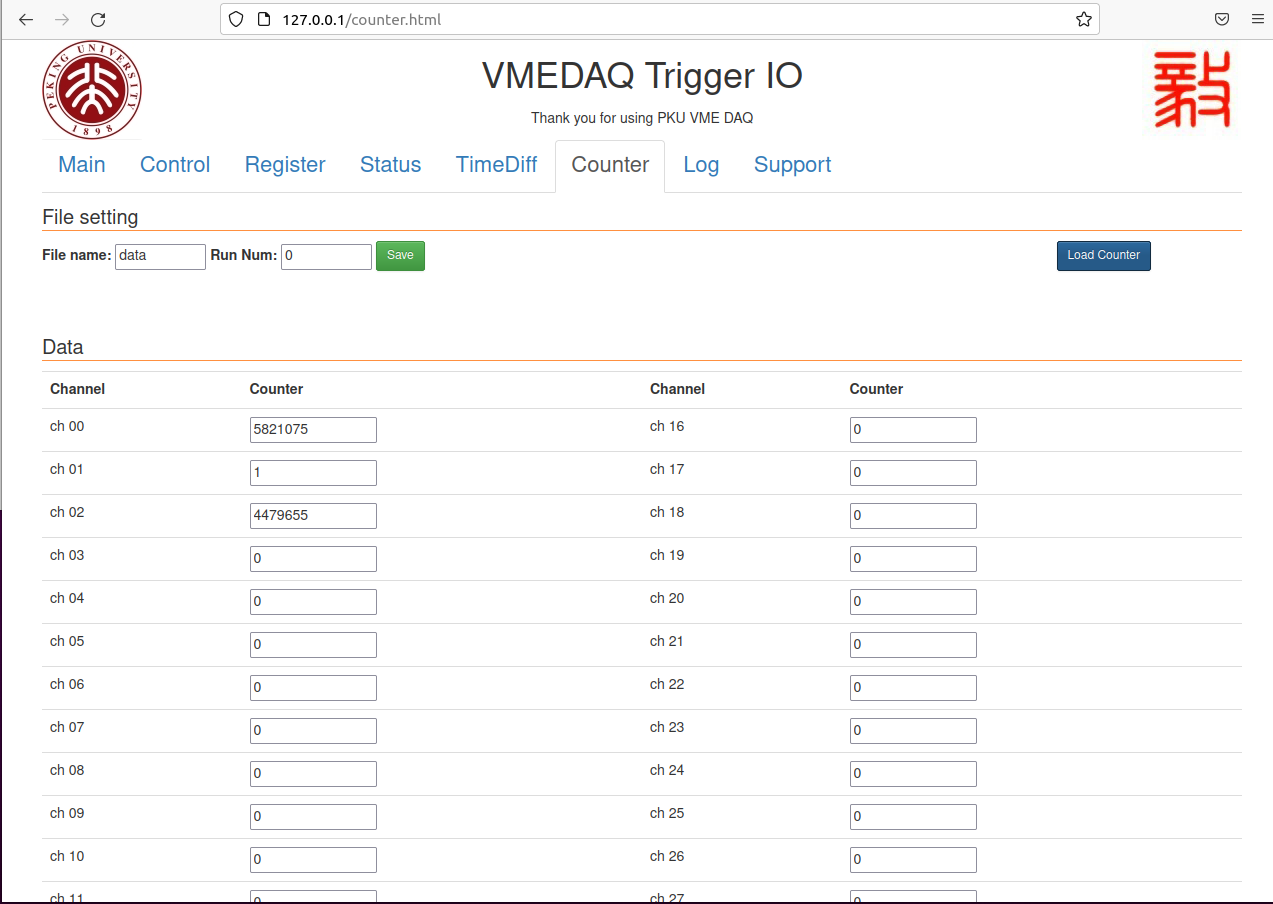 127.0.0.1/counter.html
PEKING UNIVERSITY
1898
VMEDAQ Trigger IO
Thank you for using PKU VME DAQ
Main Control Register Status TimeDiff Counter Log Support
File setting
File name: data Run Num: 0 Save Load Counter
Data
Channel Counter Channel Counter
ch 00 5821075 ch 16 0
ch 01 1 ch 17 0
ch 02 4479655 ch 18 0
ch 03 0 ch 19 0
ch 04 0 ch 20 0
ch 05 0 ch 21 0
ch 06 0 ch 22 0
ch 07 0 ch 23 0
ch 08 0 ch 24 0
ch 09 0 ch 25 0
ch 10 0 ch 26 0
ch 11 0 ch 27 0